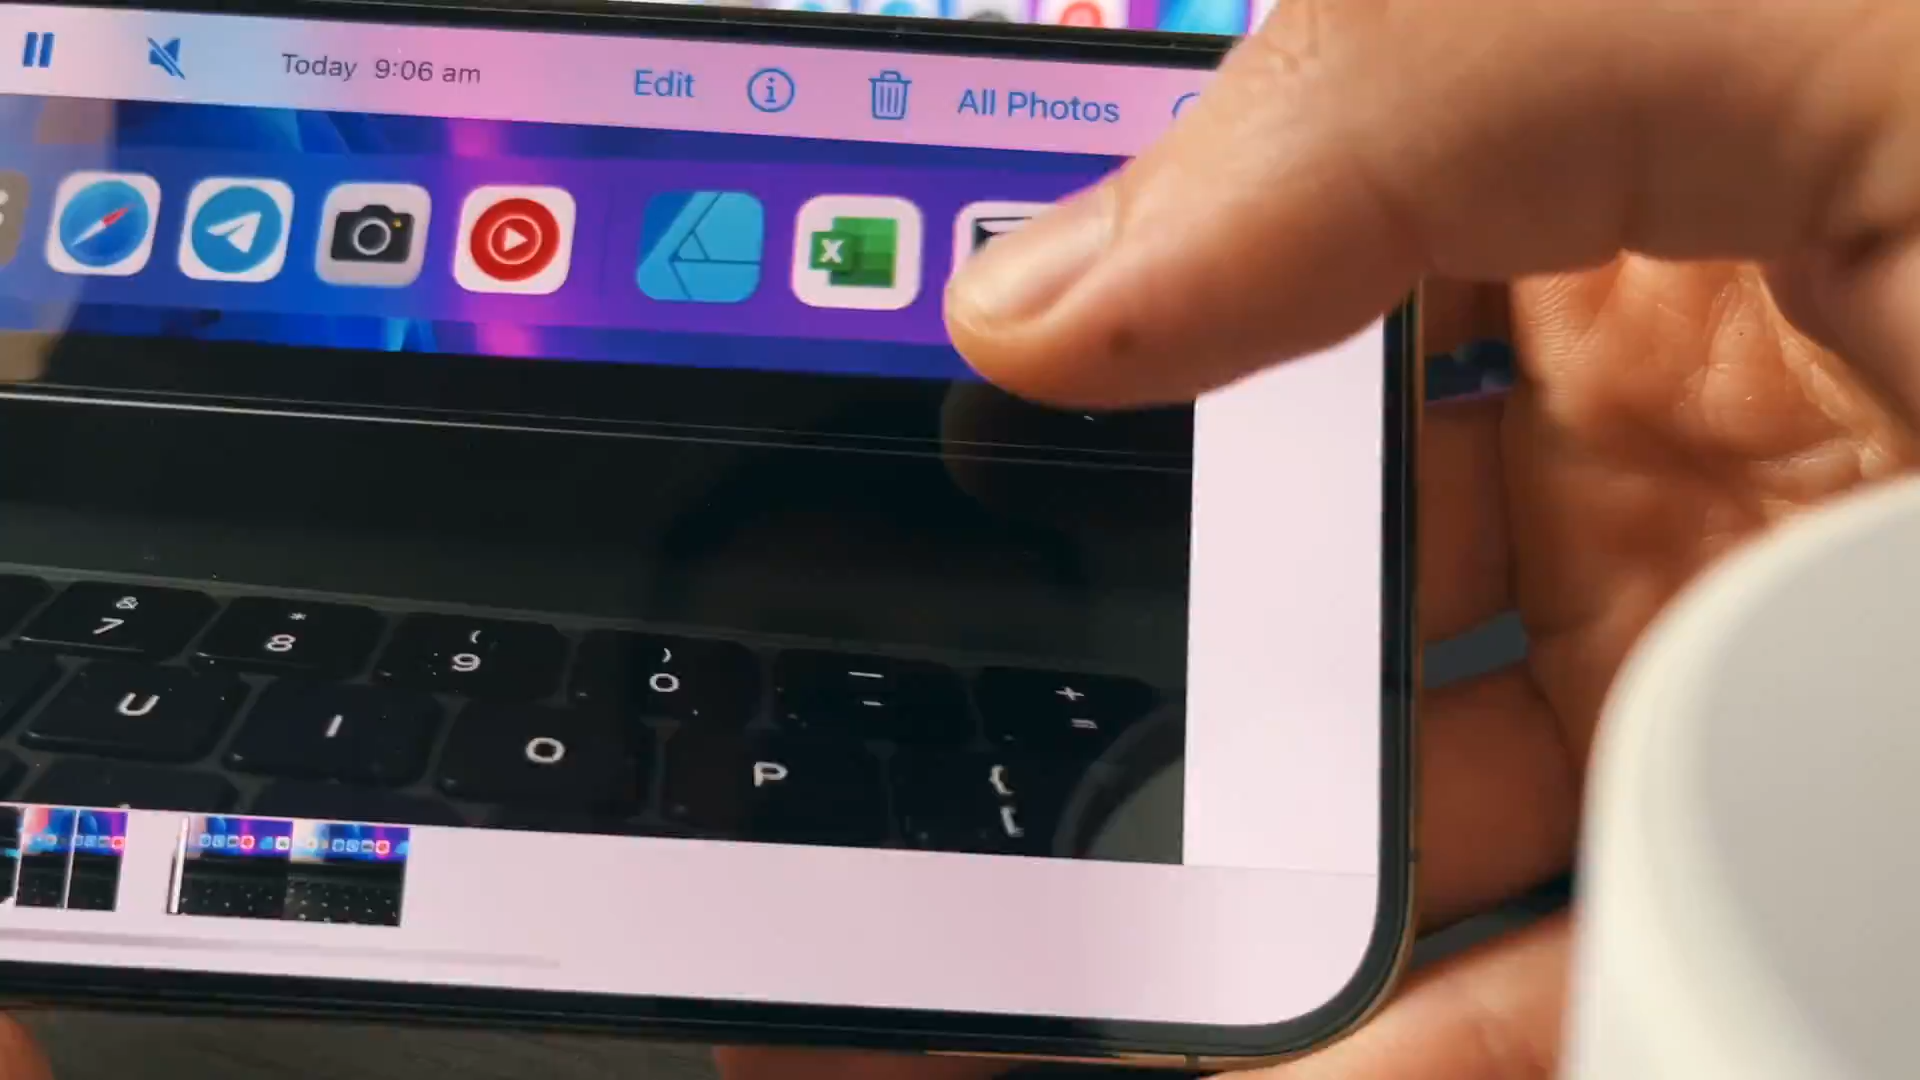 Today 9:06 am
Edit
All Photos
X
& * ( ) _ +
7 8 9 0 - =
U I O P { [